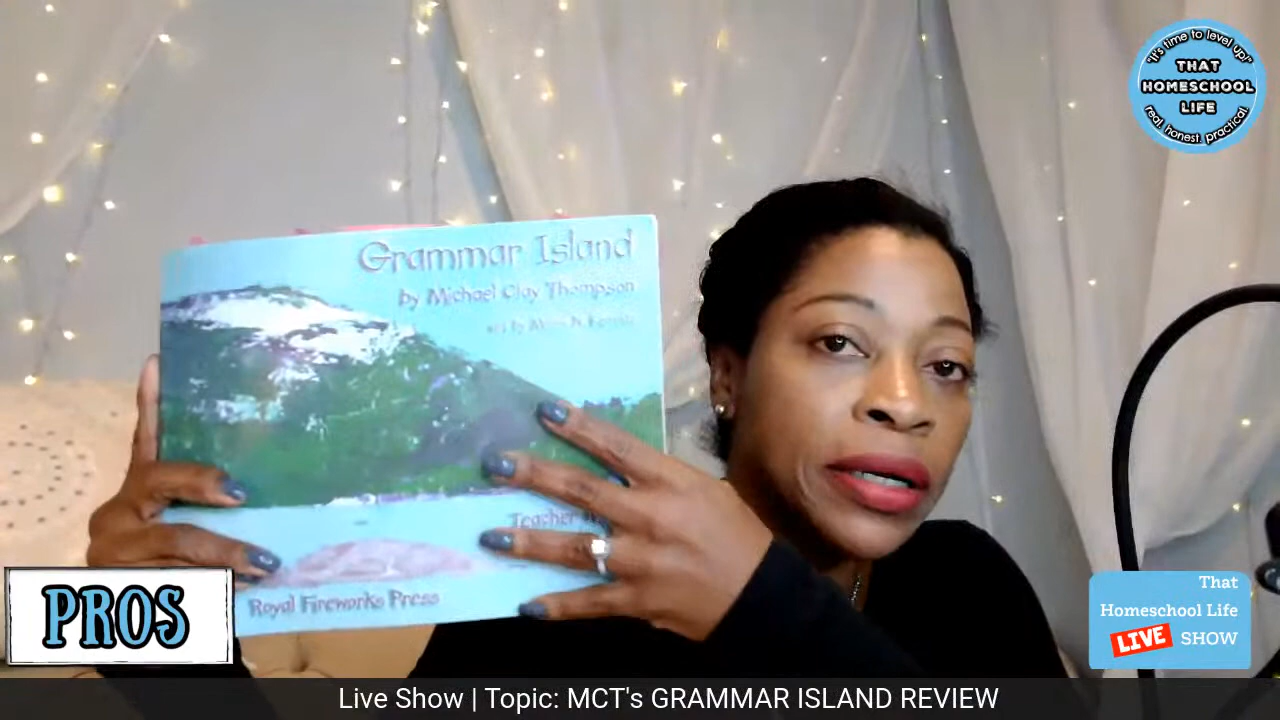 "it's time to level up!"
THAT
HOMESCHOOL
LIFE
real. honest. practical.
Grammar Island
by Michael Clay Thompson
Teacher
Royal Fireworks Press
PROS
That
Homeschool Life
LIVE SHOW
Live Show | Topic: MCT's GRAMMAR ISLAND REVIEW